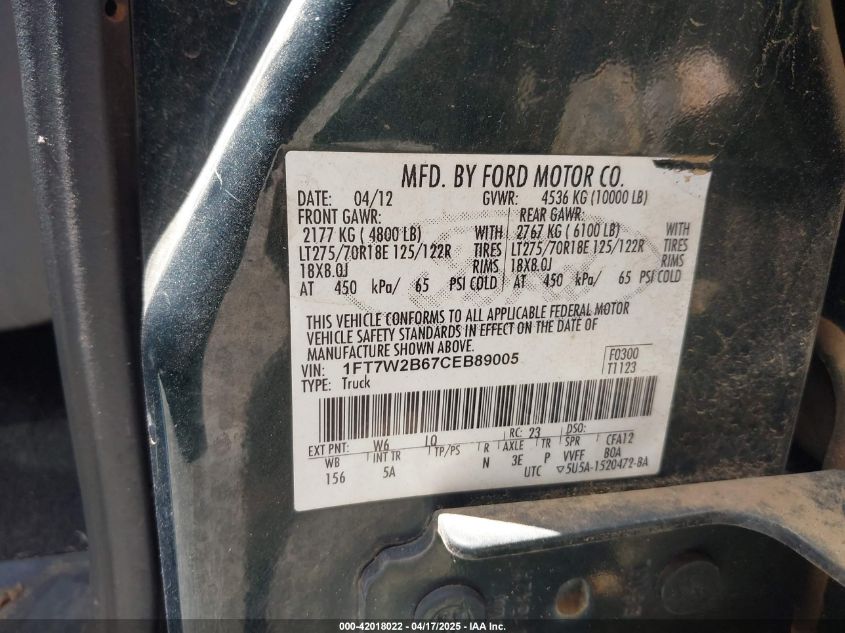 MFD. BY FORD MOTOR CO.
DATE: 04/12 GVWR: 4536 KG (10000 LB)
FRONT GAWR: REAR GAWR:
2177 KG ( 4800 LB) WITH 2767 KG ( 6100 LB) WITH
LT275/70R18E 125/122R TIRES LT275/70R18E 125/122R TIRES
18X8.0J RIMS 18X8.0J RIMS
AT 450 kPa/ 65 PSI COLD AT 450 kPa/ 65 PSI COLD
THIS VEHICLE CONFORMS TO ALL APPLICABLE FEDERAL MOTOR
VEHICLE SAFETY STANDARDS IN EFFECT ON THE DATE OF
MANUFACTURE SHOWN ABOVE.
VIN: 1FT7W2B67CEB89005 F0300
TYPE: Truck T1123
EXT PNT: W6 LQ RC: 23 DSO:
WB INT TR TP/PS R AXLE TR SPR CFA12
156 5A N 3E P VVFF BOA
UTC ▽5U5A-1520472-BA
000-42018022 - 04/17/2025 - IAA Inc.